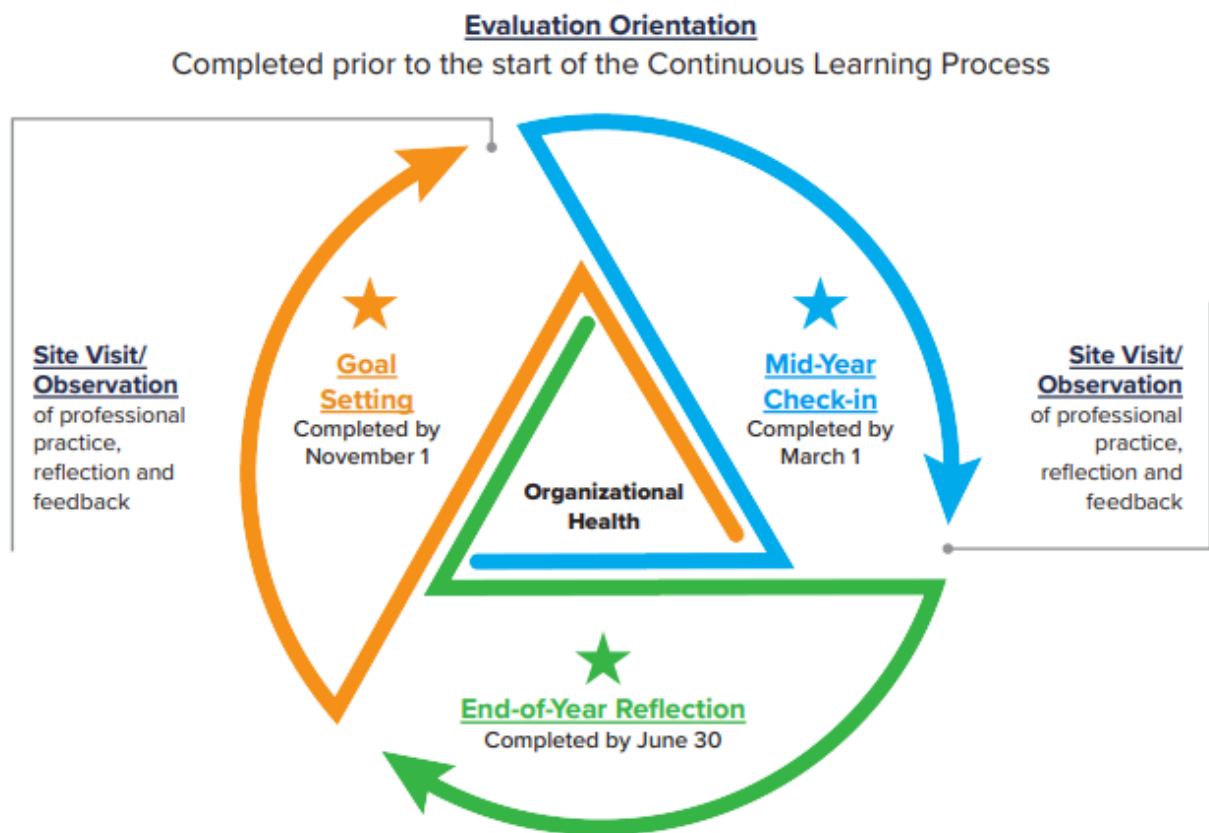 Evaluation Orientation
Completed prior to the start of the Continuous Learning Process
Site Visit/
Observation
of professional
practice,
reflection and
feedback
Goal
Setting
Completed by
November 1
Organizational
Health
Mid-Year
Check-in
Completed by
March 1
Site Visit/
Observation
of professional
practice,
reflection and
feedback
End-of-Year Reflection
Completed by June 30